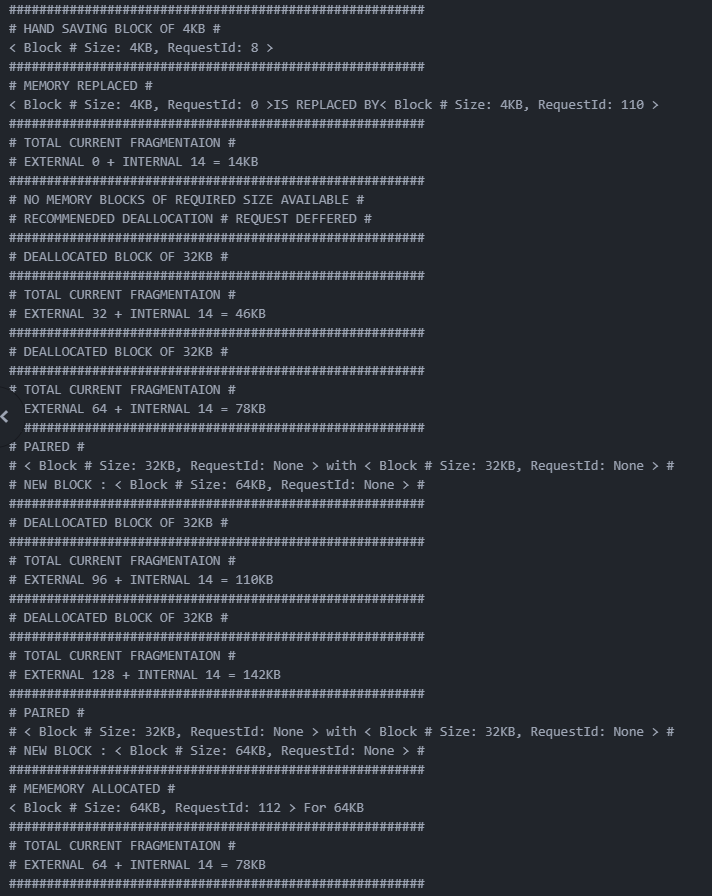 #######################################################
# HAND SAVING BLOCK OF 4KB #
< Block # Size: 4KB, RequestId: 8 >
#######################################################
# MEMORY REPLACED #
< Block # Size: 4KB, RequestId: 0 >IS REPLACED BY< Block # Size: 4KB, RequestId: 110 >
#######################################################
# TOTAL CURRENT FRAGMENTAION #
# EXTERNAL 0 + INTERNAL 14 = 14KB
#######################################################
# NO MEMORY BLOCKS OF REQUIRED SIZE AVAILABLE #
# RECOMMENEDED DEALLOCATION # REQUEST DEFFERED #
#######################################################
# DEALLOCATED BLOCK OF 32KB #
#######################################################
# TOTAL CURRENT FRAGMENTAION #
# EXTERNAL 32 + INTERNAL 14 = 46KB
#######################################################
# DEALLOCATED BLOCK OF 32KB #
#######################################################
# TOTAL CURRENT FRAGMENTAION #
EXTERNAL 64 + INTERNAL 14 = 78KB
#####################################################
# PAIRED #
# < Block # Size: 32KB, RequestId: None > with < Block # Size: 32KB, RequestId: None > #
# NEW BLOCK : < Block # Size: 64KB, RequestId: None > #
#######################################################
# DEALLOCATED BLOCK OF 32KB #
#######################################################
# TOTAL CURRENT FRAGMENTAION #
# EXTERNAL 96 + INTERNAL 14 = 110KB
#######################################################
# DEALLOCATED BLOCK OF 32KB #
#######################################################
# TOTAL CURRENT FRAGMENTAION #
# EXTERNAL 128 + INTERNAL 14 = 142KB
#######################################################
# PAIRED #
# < Block # Size: 32KB, RequestId: None > with < Block # Size: 32KB, RequestId: None > #
# NEW BLOCK : < Block # Size: 64KB, RequestId: None > #
#######################################################
# MEMEMORY ALLOCATED #
< Block # Size: 64KB, RequestId: 112 > For 64KB
#######################################################
# TOTAL CURRENT FRAGMENTAION #
# EXTERNAL 64 + INTERNAL 14 = 78KB
#######################################################